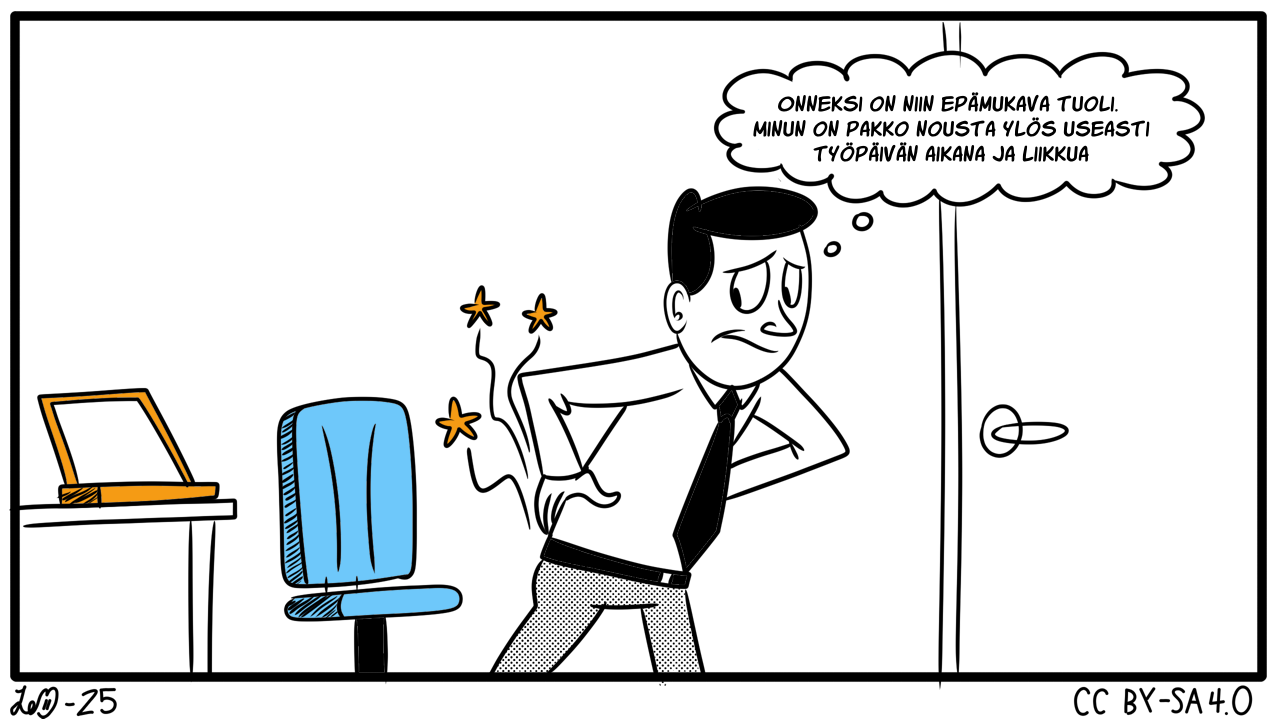 ONNEKSI ON NIIN EPÄMUKAVA TUOLI.
MINUN ON PAKKO NOUSTA YLÖS USEASTI
TYÖPÄIVÄN AIKANA JA LIIKKUA
-25
CC BY-SA 4.0